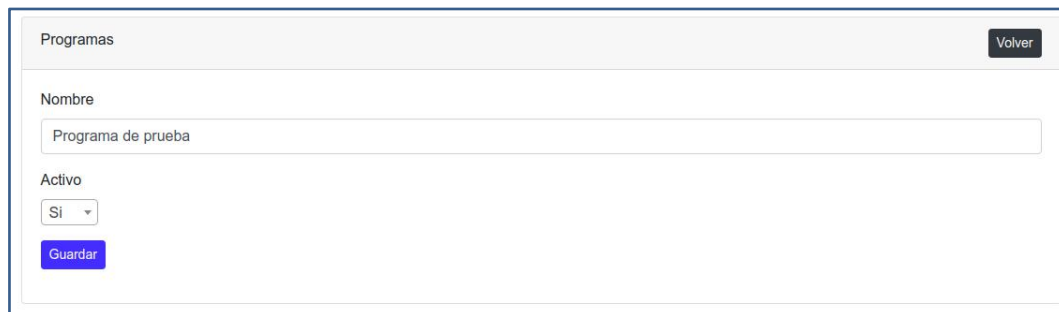 Programas
Volver
Nombre
Programa de prueba
Activo
Si
Guardar